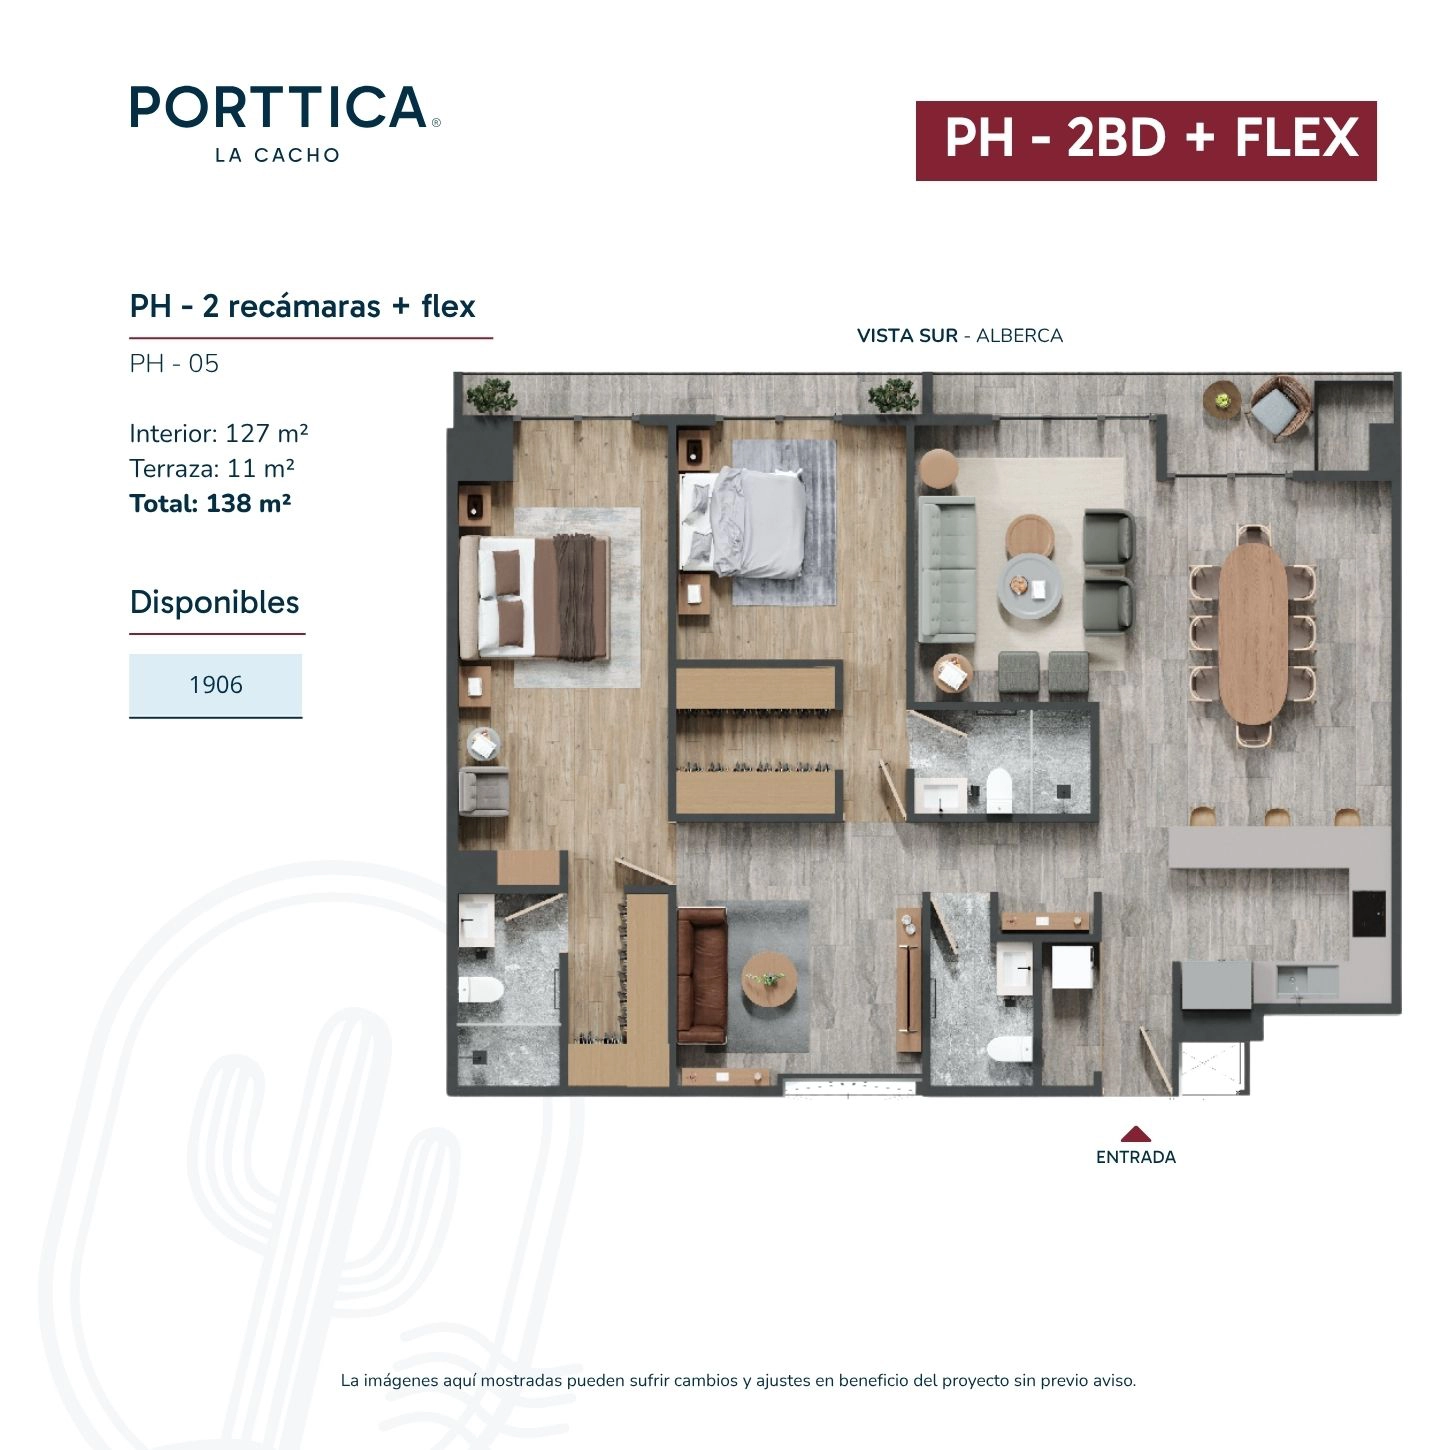 PORTTICA®
LA CACHO
PH - 2BD + FLEX
PH - 2 recámaras + flex
PH - 05
Interior: 127 m²
Terraza: 11 m²
Total: 138 m²
Disponibles
1906
VISTA SUR - ALBERCA
ENTRADA
La imágenes aquí mostradas pueden sufrir cambios y ajustes en beneficio del proyecto sin previo aviso.